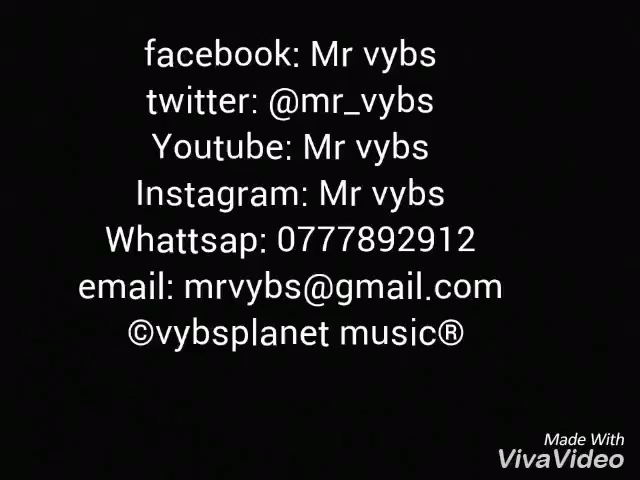 facebook: Mr vybs
twitter: @mr_vybs
Youtube: Mr vybs
Instagram: Mr vybs
Whattsap: 0777892912
email: mrvybs@gmail.com
©vybsplanet music®
Made With
VivaVideo